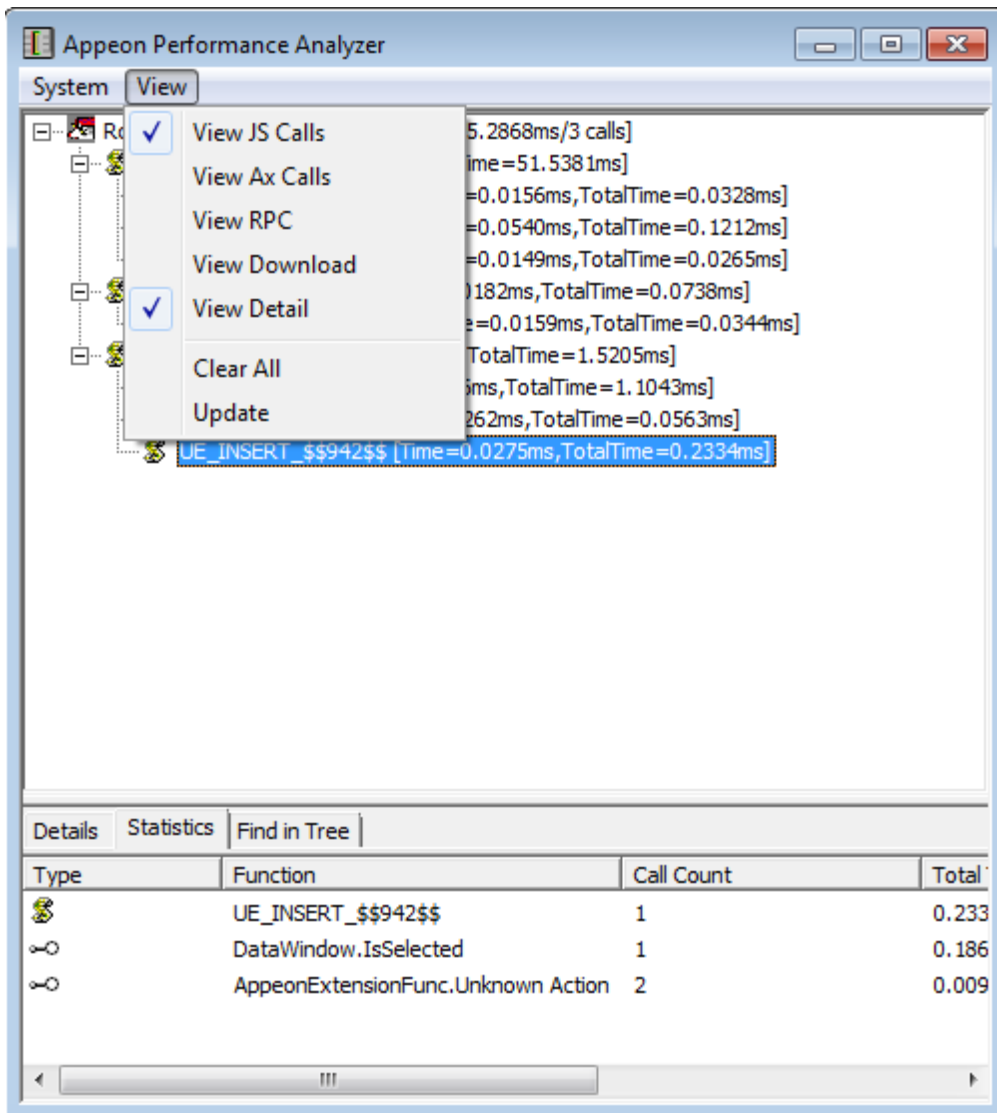 Appeon Performance Analyzer
System View
View JS Calls
View Ax Calls
View RPC
View Download
View Detail
Clear All
Update
5.2868ms/3 calls]
ime=51.5381ms]
=0.0156ms,TotalTime=0.0328ms]
=0.0540ms,TotalTime=0.1212ms]
=0.0149ms,TotalTime=0.0265ms]
0182ms,TotalTime=0.0738ms]
=0.0159ms,TotalTime=0.0344ms]
TotalTime=1.5205ms]
ms,TotalTime=1.1043ms]
262ms,TotalTime=0.0563ms]
UE_INSERT_$$942$$ [Time=0.0275ms,TotalTime=0.2334ms]
Details Statistics Find in Tree
Type Function Call Count Total
UE_INSERT_$$942$$ 1 0.233
DataWindow.IsSelected 1 0.186
AppeonExtensionFunc.Unknown Action 2 0.009